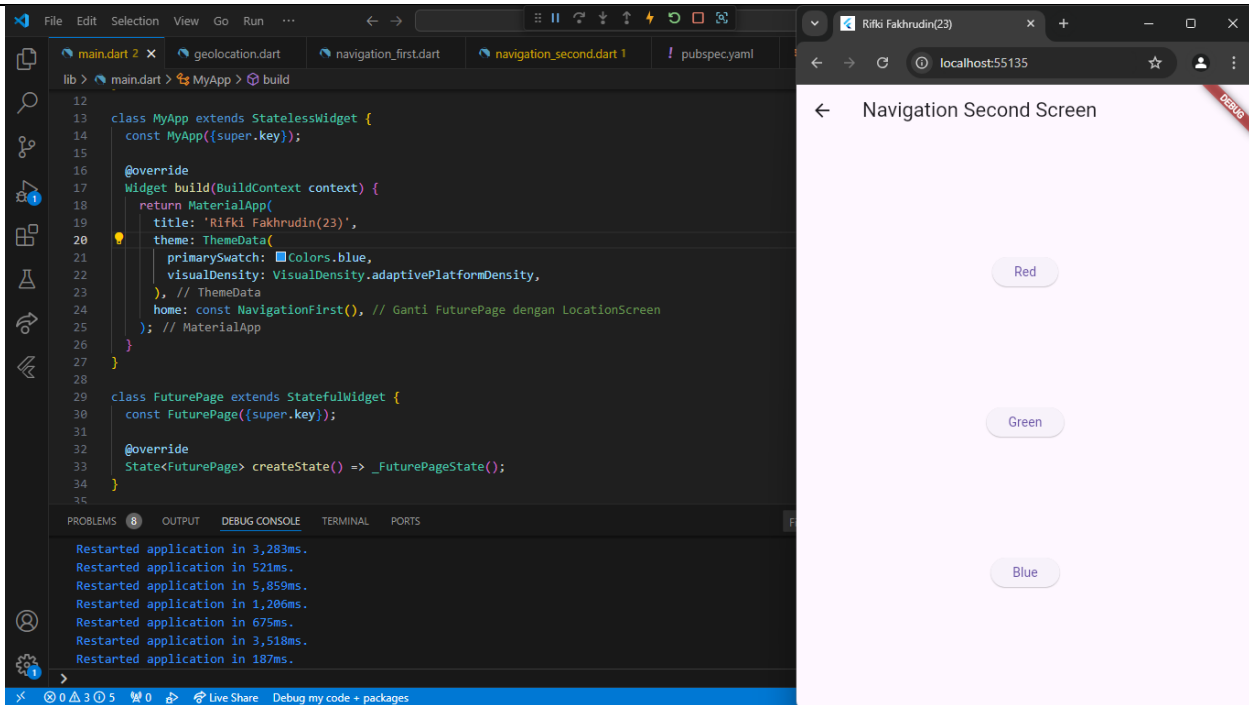 File Edit Selection View Go Run ···
main.dart 2 geolocation.dart navigation_first.dart navigation_second.dart 1 pubspec.yaml
lib > main.dart > MyApp > build
12
13 class MyApp extends StatelessWidget {
14 const MyApp({super.key});
15
16 @override
17 Widget build(BuildContext context) {
18 return MaterialApp(
19 title: 'Rifki Fakhrudin(23)',
20 theme: ThemeData(
21 primarySwatch: Colors.blue,
22 visualDensity: VisualDensity.adaptivePlatformDensity,
23 ), // ThemeData
24 home: const NavigationFirst(), // Ganti FuturePage dengan LocationScreen
25 ); // MaterialApp
26 }
27 }
28
29 class FuturePage extends StatefulWidget {
30 const FuturePage({super.key});
31
32 @override
33 State<FuturePage> createState() => _FuturePageState();
34 }
35
PROBLEMS 8 OUTPUT DEBUG CONSOLE TERMINAL PORTS
Restarted application in 3,283ms.
Restarted application in 521ms.
Restarted application in 5,859ms.
Restarted application in 1,206ms.
Restarted application in 675ms.
Restarted application in 3,518ms.
Restarted application in 187ms.
>
1
1
0 3 5 0 Live Share Debug my code + packages
Rifki Fakhrudin(23)
localhost:55135
Navigation Second Screen
DEBUG
Red
Green
Blue